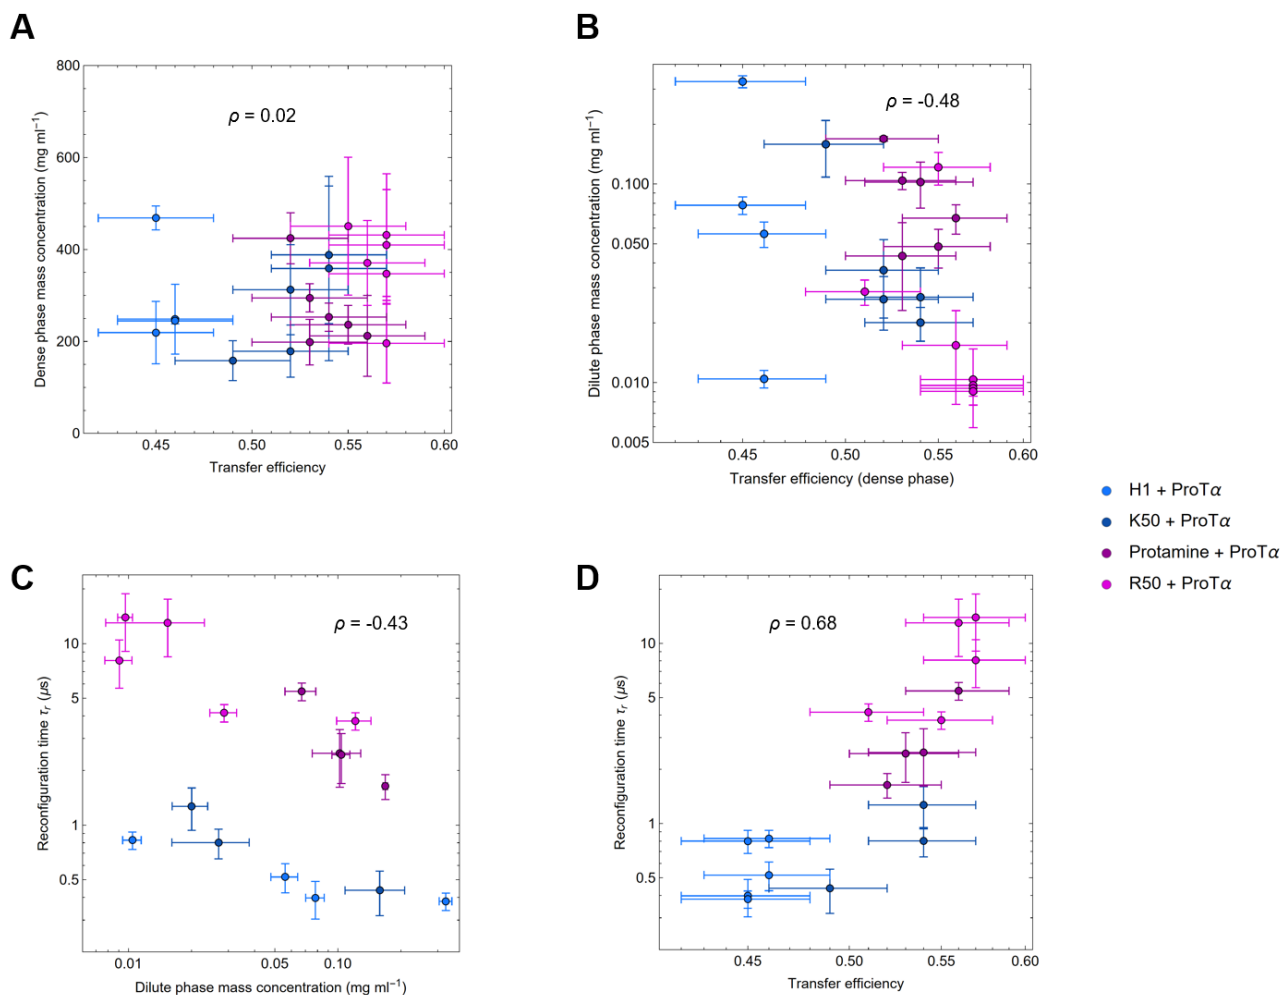 A
800
600
400
200
0
0.45
0.50
0.55
0.60
Dense phase mass concentration (mg ml⁻¹)
Transfer efficiency
ρ = 0.02
B
0.100
0.050
0.010
0.005
0.45
0.50
0.55
0.60
Dilute phase mass concentration (mg ml⁻¹)
Transfer efficiency (dense phase)
ρ = -0.48
H1 + ProTα
K50 + ProTα
Protamine + ProTα
R50 + ProTα
C
10
5
1
0.5
0.01
0.05
0.10
Reconfiguration time τᵣ (μs)
Dilute phase mass concentration (mg ml⁻¹)
ρ = -0.43
D
10
5
1
0.5
0.45
0.50
0.55
0.60
Reconfiguration time τᵣ (μs)
Transfer efficiency
ρ = 0.68